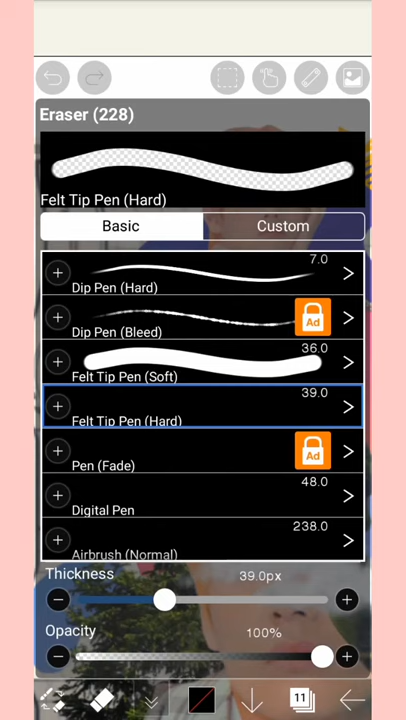 Eraser (228)
Felt Tip Pen (Hard)
Basic
Custom
7.0
Dip Pen (Hard)
Dip Pen (Bleed)
Ad
36.0
Felt Tip Pen (Soft)
39.0
Felt Tip Pen (Hard)
Pen (Fade)
Ad
48.0
Digital Pen
238.0
Airbrush (Normal)
Thickness
39.0px
Opacity
100%
11